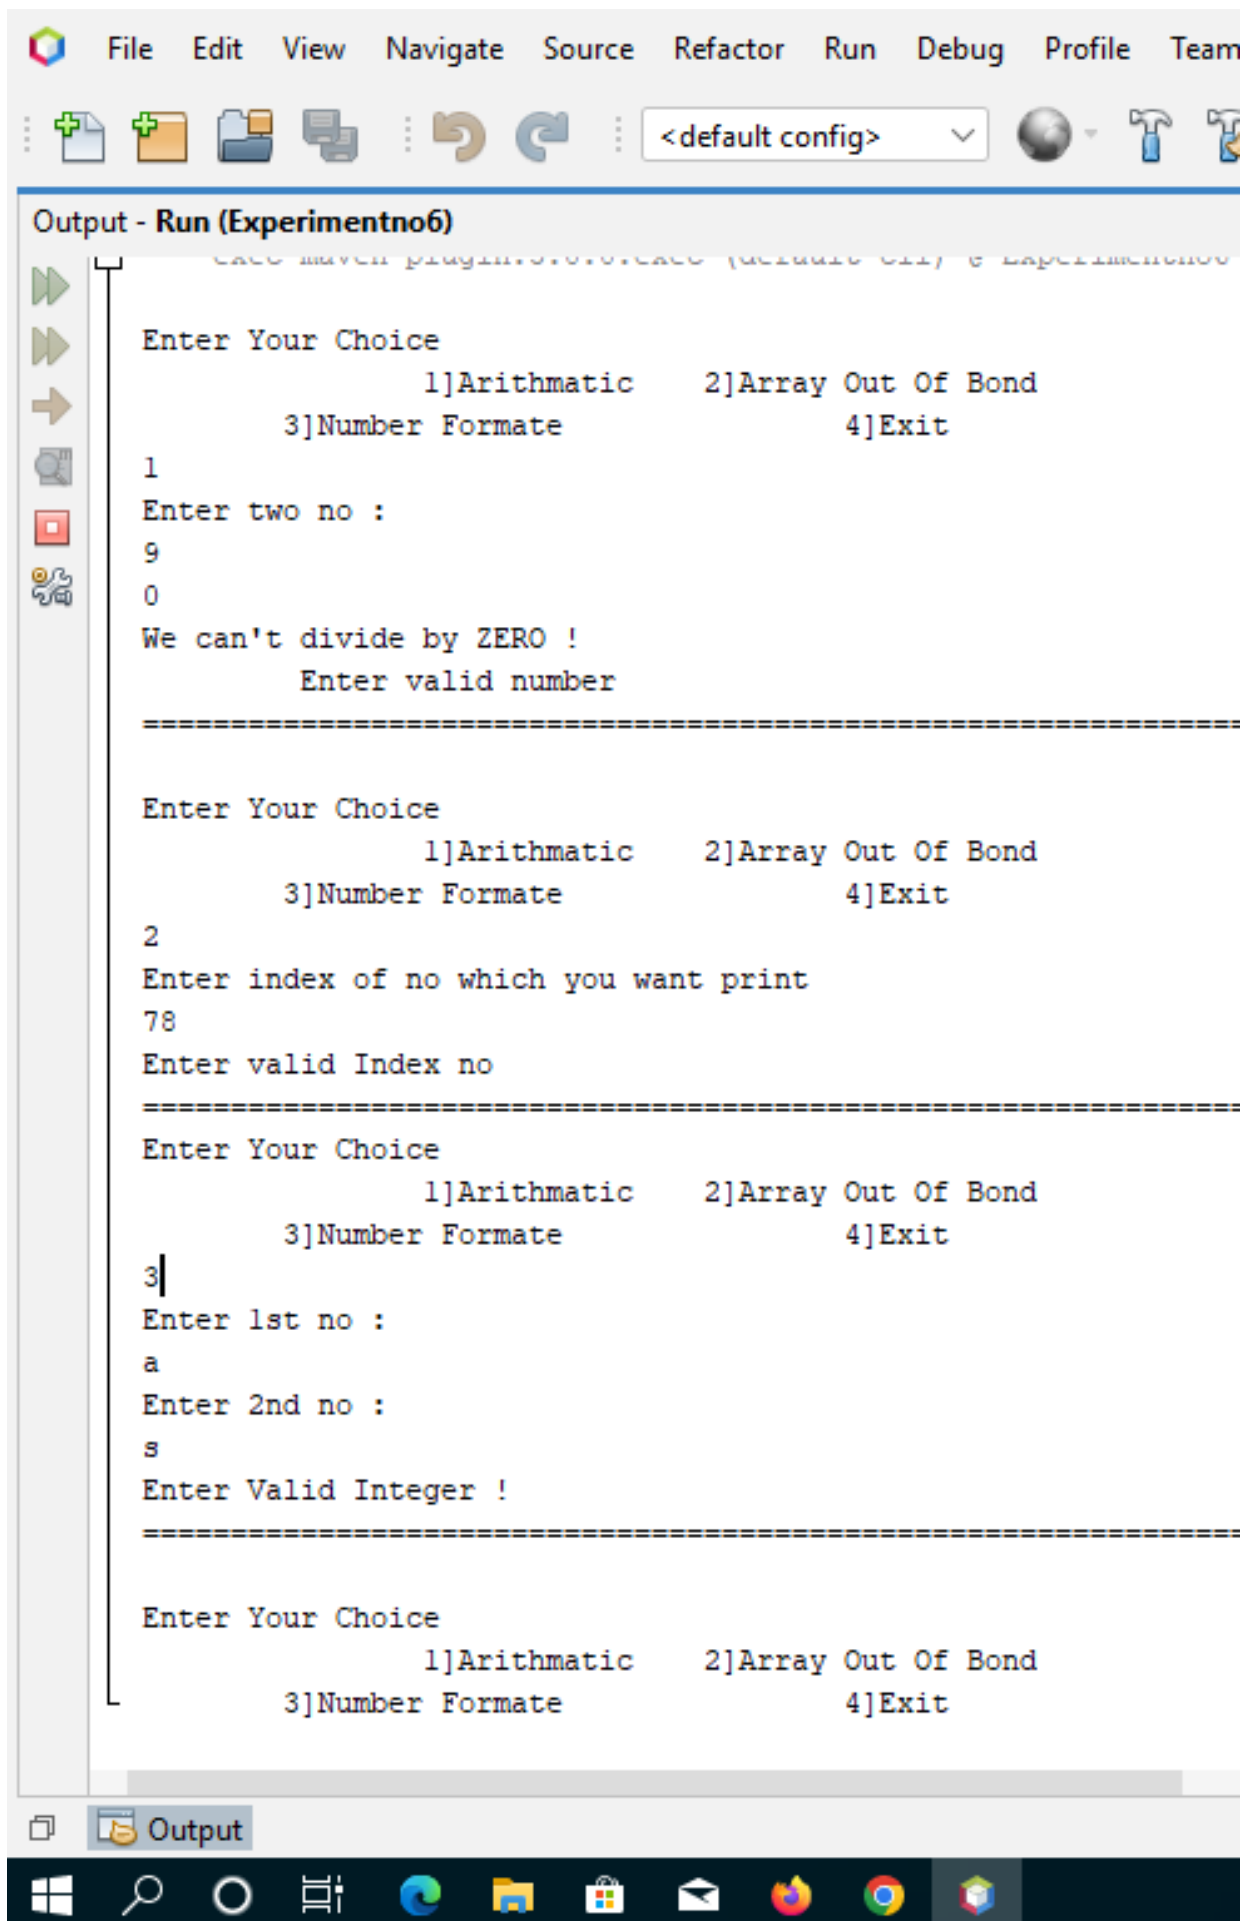 File Edit View Navigate Source Refactor Run Debug Profile Team
<default config>
Output - Run (Experimentno6)
Enter Your Choice
1]Arithmatic 2]Array Out Of Bond
3]Number Formate 4]Exit
1
Enter two no :
9
0
We can't divide by ZERO !
Enter valid number
==============================================================
Enter Your Choice
1]Arithmatic 2]Array Out Of Bond
3]Number Formate 4]Exit
2
Enter index of no which you want print
78
Enter valid Index no
==============================================================
Enter Your Choice
1]Arithmatic 2]Array Out Of Bond
3]Number Formate 4]Exit
3
Enter 1st no :
a
Enter 2nd no :
s
Enter Valid Integer !
==============================================================
Enter Your Choice
1]Arithmatic 2]Array Out Of Bond
3]Number Formate 4]Exit
Output